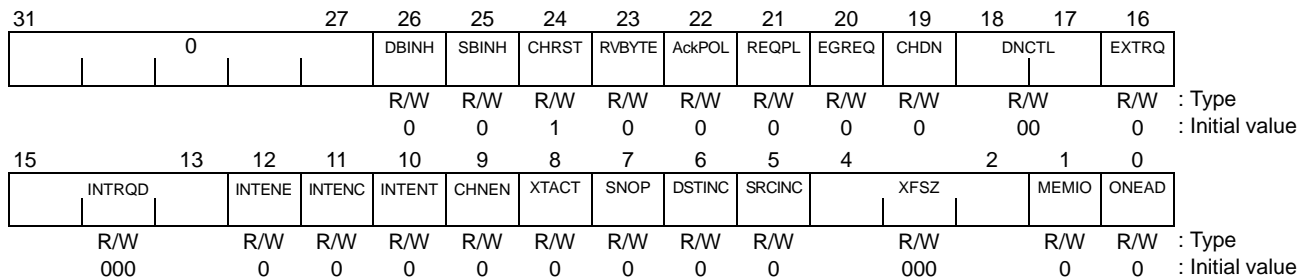 31 27 26 25 24 23 22 21 20 19 18 17 16
0 DBINH SBINH CHRST RVBYTE AckPOL REQPL EGREQ CHDN DNCTL EXTRQ
R/W R/W R/W R/W R/W R/W R/W R/W R/W R/W : Type
0 0 1 0 0 0 0 0 00 0 : Initial value
15 13 12 11 10 9 8 7 6 5 4 2 1 0
INTRQD INTENE INTENC INTENT CHNEN XTACT SNOP DSTINC SRCINC XFSZ MEMIO ONEAD
R/W R/W R/W R/W R/W R/W R/W R/W R/W R/W R/W R/W : Type
000 0 0 0 0 0 0 0 0 000 0 0 : Initial value